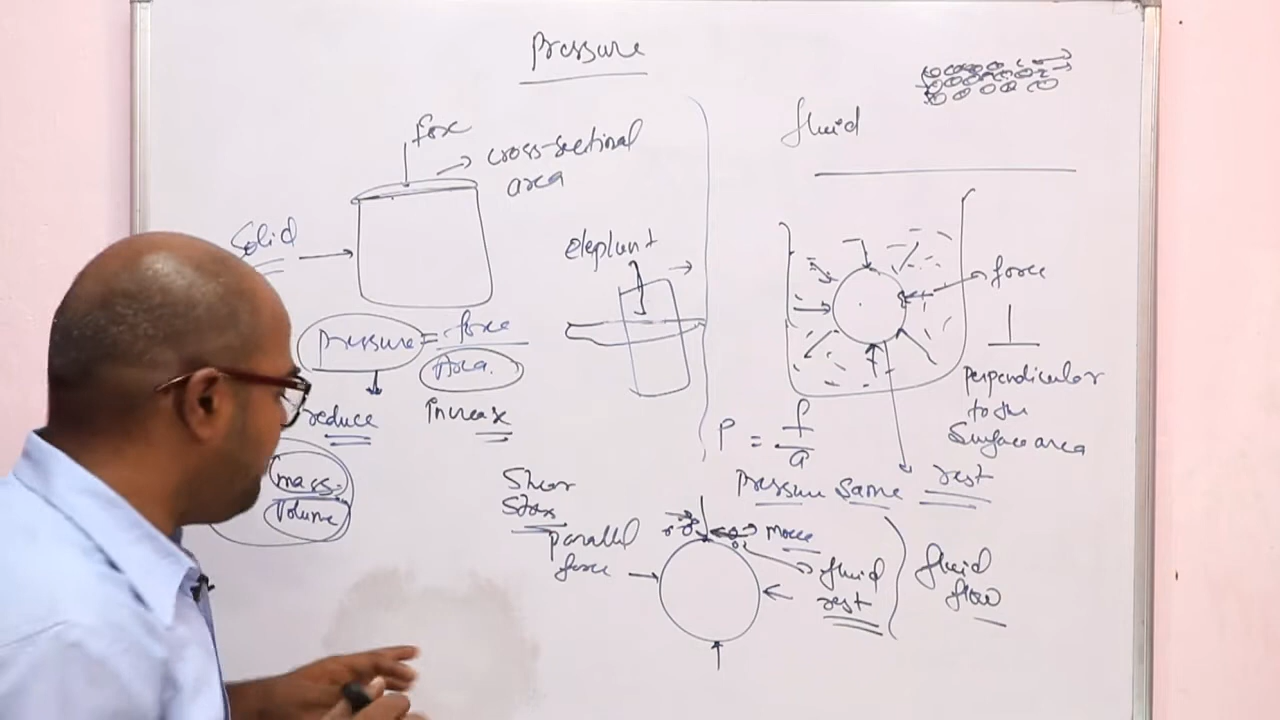 Pressure
force
cross-sectional
area
Solid
Pressure = force
Area
reduce
increase
mass
Volume
elephant
fluid
force
perpendicular
to the
Surface area
P = f
a
Pressure same
rest
Shear
Stress
parallel
force
move
fluid
rest
fluid
flow